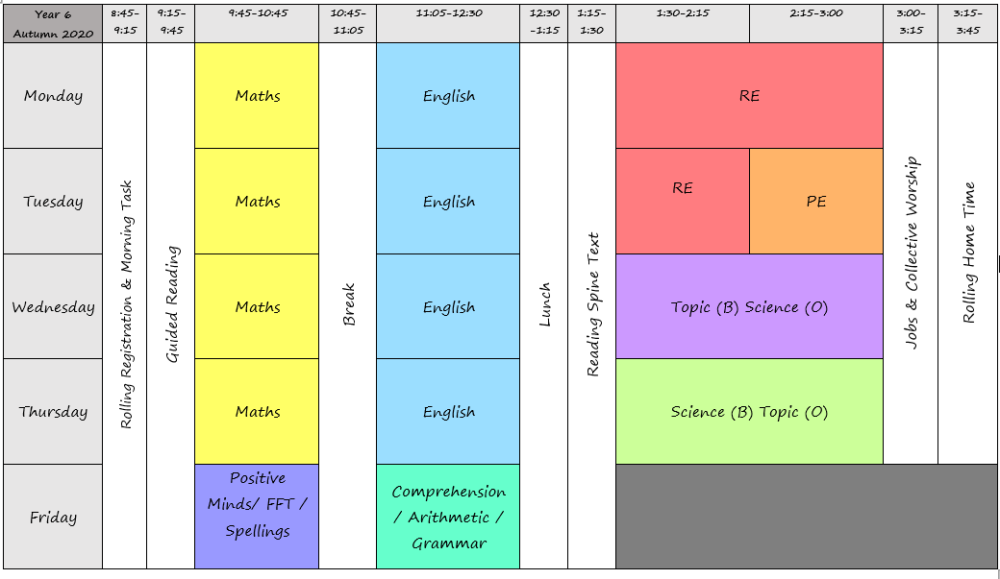 Year 6
Autumn 2020
8:45-
9:15
9:15-
9:45
9:45-10:45
10:45-
11:05
11:05-12:30
12:30
-1:15
1:15-
1:30
1:30-2:15
2:15-3:00
3:00-
3:15
3:15-
3:45
Monday
Rolling Registration & Morning Task
Guided Reading
Maths
Break
English
Lunch
Reading Spine Text
RE
Jobs & Collective Worship
Rolling Home Time
Tuesday
Maths
English
RE
PE
Wednesday
Maths
English
Topic (B) Science (O)
Thursday
Maths
English
Science (B) Topic (O)
Friday
Positive
Minds/ FFT /
Spellings
Comprehension
/ Arithmetic /
Grammar